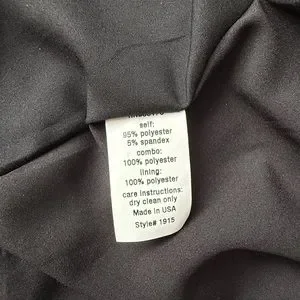 self:
95% polyester
5% spandex
combo:
100% polyester
lining:
100% polyester
care instructions:
dry clean only
Made in USA
Style# 1915